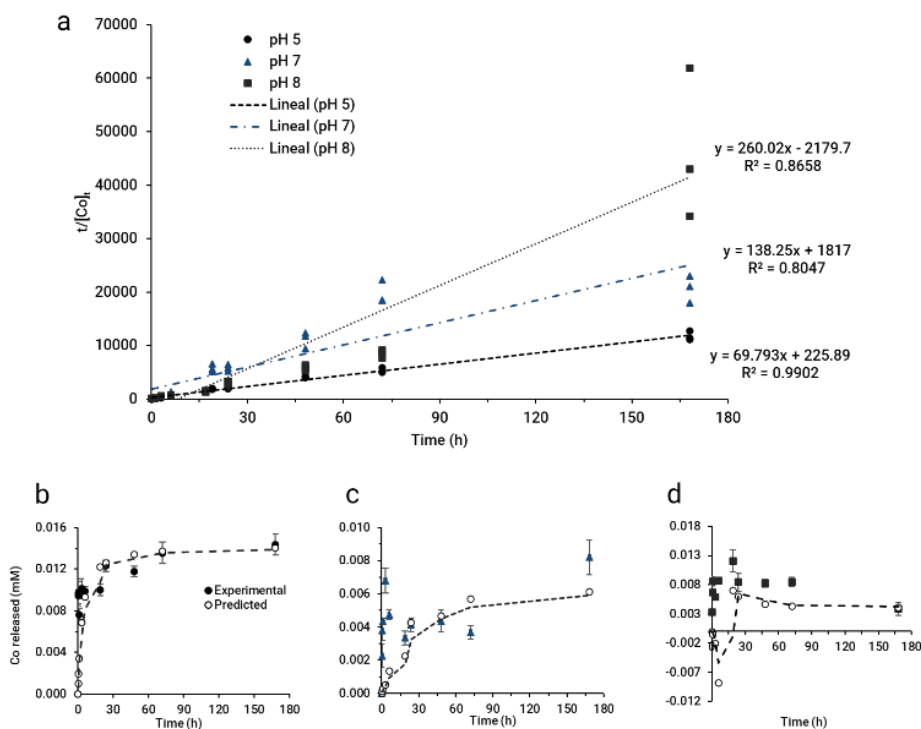 a
70000
60000
50000
40000
30000
20000
10000
0
t/[Co]t
pH 5
pH 7
pH 8
Lineal (pH 5)
Lineal (pH 7)
Lineal (pH 8)
y = 260.02x - 2179.7
R² = 0.8658
y = 138.25x + 1817
R² = 0.8047
y = 69.793x + 225.89
R² = 0.9902
0 30 60 90 120 150 180
Time (h)
b
0.016
0.012
0.008
0.004
0.000
Co released (mM)
Experimental
Predicted
0 30 60 90 120 150 180
Time (h)
c
0.010
0.008
0.006
0.004
0.002
0.000
0 30 60 90 120 150 180
Time (h)
d
0.018
0.013
0.008
0.003
-0.002
-0.007
-0.012
0 30 60 90 120 150 180
Time (h)